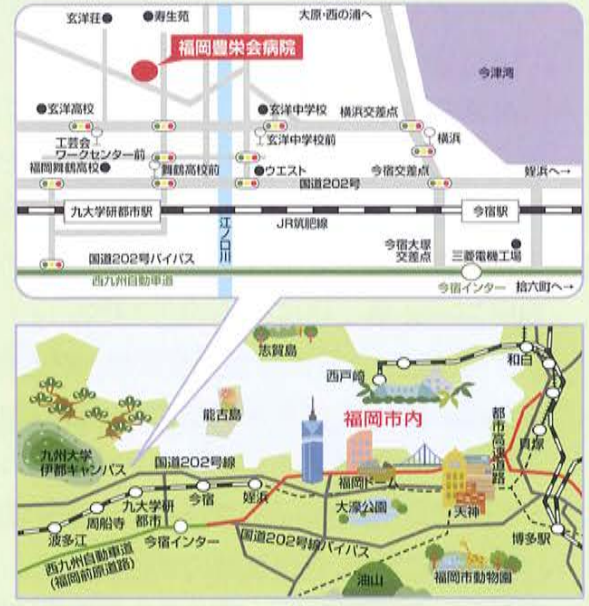 玄洋荘
寿生苑
大原・西の浦へ
福岡豊栄会病院
今津湾
玄洋高校
玄洋中学校
横浜交差点
工芸会
ワークセンター前
玄洋中学校前
横浜
福岡舞鶴高校
舞鶴高校前
ウエスト
今宿交差点
姪浜へ→
国道202号
九大学研都市駅
江ノ口川
JR筑肥線
今宿駅
国道202号バイパス
今宿大塚
交差点
三菱電機工場
西九州自動車道
今宿インター
拾六町へ→
志賀島
和白
西戸崎
能古島
福岡市内
都市高速道路
貝塚
九州大学
伊都キャンパス
国道202号線
福岡ドーム
今宿
姪浜
九大学研
都市
大濠公園
天神
周船寺
波多江
今宿インター
国道202号線バイパス
博多駅
西九州自動車道
(福岡前原道路)
油山
福岡市動物園